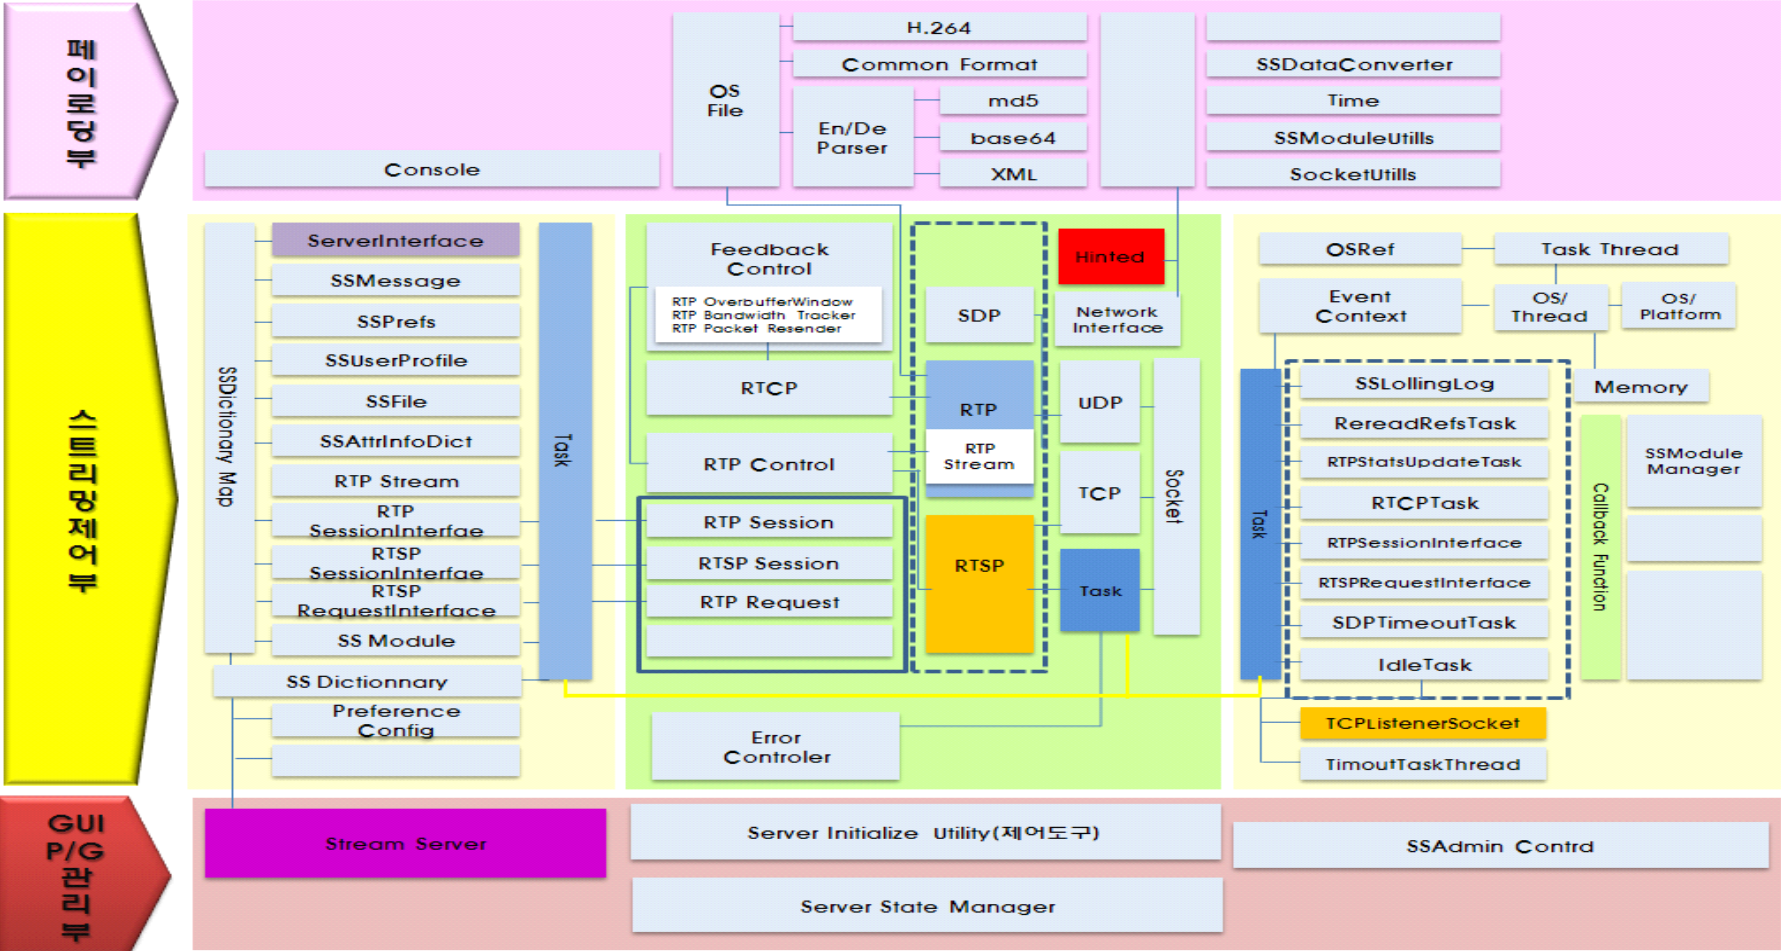 페이로딩부
OS
File
H.264
Common Format
En/De
Parser
md5
base64
XML
Console
SSDataConverter
Time
SSModuleUtills
SocketUtills
스트리밍제어부
SSDictionary Map
ServerInterface
SSMessage
SSPrefs
SSUserProfile
SSFile
SSAttrInfoDict
RTP Stream
RTP
SessionInterfae
RTSP
SessionInterfae
RTSP
RequestInterface
SS Module
SS Dictionnary
Preference
Config
Task
Feedback
Control
RTP OverbufferWindow
RTP Bandwidth Tracker
RTP Packet Resender
RTCP
RTP Control
RTP Session
RTSP Session
RTP Request
Error
Controler
SDP
RTP
RTP
Stream
RTSP
Hinted
Network
Interface
UDP
TCP
Task
Socket
OSRef
Task Thread
Event
Context
OS/
Thread
OS/
Platform
Memory
Task
SSLollingLog
RereadRefsTask
RTPStatsUpdateTask
RTCPTask
RTPSessionInterface
RTSPRequestInterface
SDPTimeoutTask
IdleTask
TCPListenerSocket
TimoutTaskThread
Callback Function
SSModule
Manager
GUI
P/G
관리부
Stream Server
Server Initialize Utility(제어도구)
Server State Manager
SSAdmin Contrd